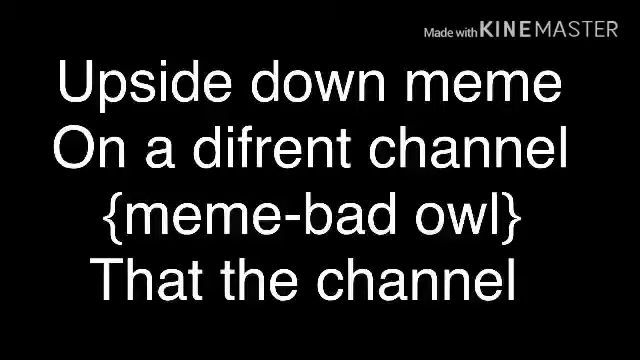 Made with KINEMASTER
Upside down meme
On a difrent channel
{meme-bad owl}
That the channel